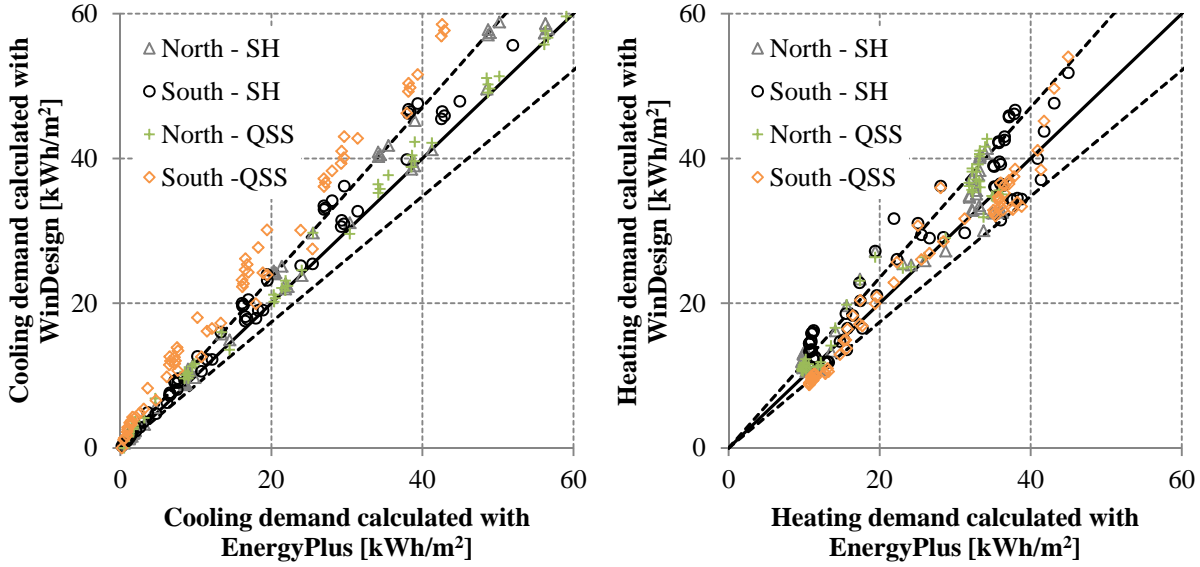 Cooling demand calculated with
WinDesign [kWh/m²]
60
40
20
0
North - SH
South - SH
North - QSS
South -QSS
0 20 40 60
Cooling demand calculated with
EnergyPlus [kWh/m²]
Heating demand calculated with
WinDesign [kWh/m²]
60
40
20
0
North - SH
South - SH
North - QSS
South -QSS
0 20 40 60
Heating demand calculated with
EnergyPlus [kWh/m²]